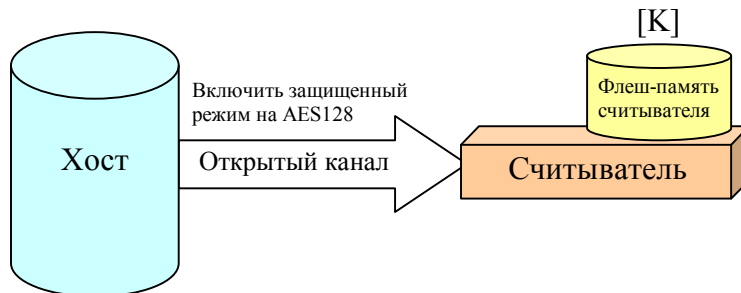 [K]
Флеш-память
считывателя
Включить защищенный
режим на AES128
Хост
Открытый канал
Считыватель